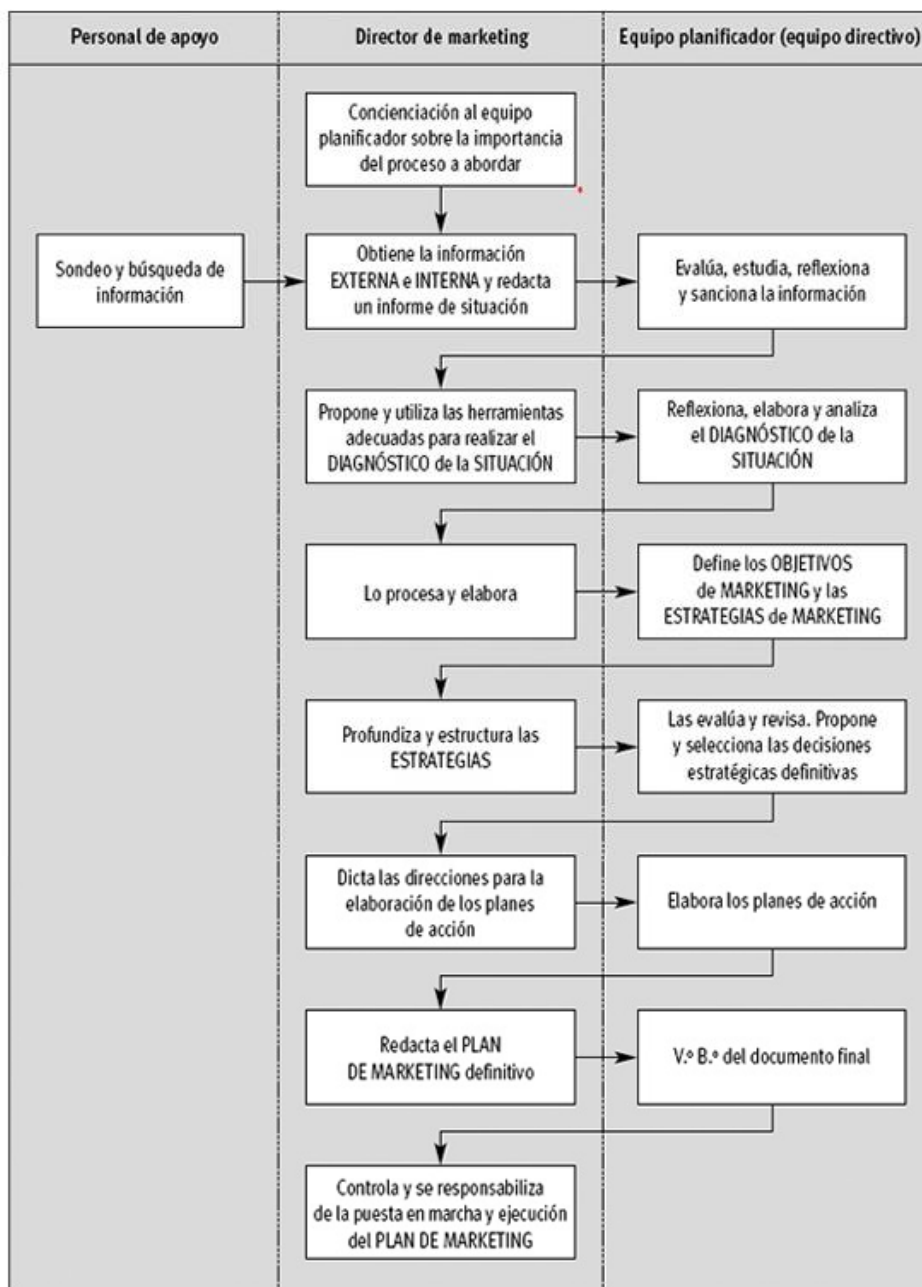 Personal de apoyo
Director de marketing
Equipo planificador (equipo directivo)
Concienciación al equipo
planificador sobre la importancia
del proceso a abordar
Sondeo y búsqueda de
información
Obtiene la información
EXTERNA e INTERNA y redacta
un informe de situación
Evalúa, estudia, reflexiona
y sanciona la información
Propone y utiliza las herramientas
adecuadas para realizar el
DIAGNÓSTICO de la SITUACIÓN
Reflexiona, elabora y analiza
el DIAGNÓSTICO de la
SITUACIÓN
Lo procesa y elabora
Define los OBJETIVOS
de MARKETING y las
ESTRATEGIAS de MARKETING
Profundiza y estructura las
ESTRATEGIAS
Las evalúa y revisa. Propone
y selecciona las decisiones
estratégicas definitivas
Dicta las direcciones para la
elaboración de los planes
de acción
Elabora los planes de acción
Redacta el PLAN
DE MARKETING definitivo
V.º B.º del documento final
Controla y se responsabiliza
de la puesta en marcha y ejecución
del PLAN DE MARKETING